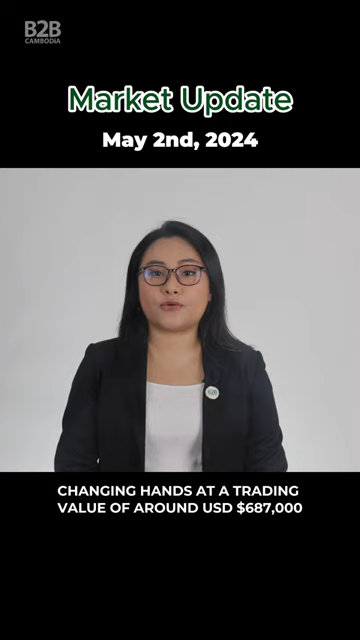 B2B
CAMBODIA
Market Update
May 2nd, 2024
CHANGING HANDS AT A TRADING
VALUE OF AROUND USD $687,000